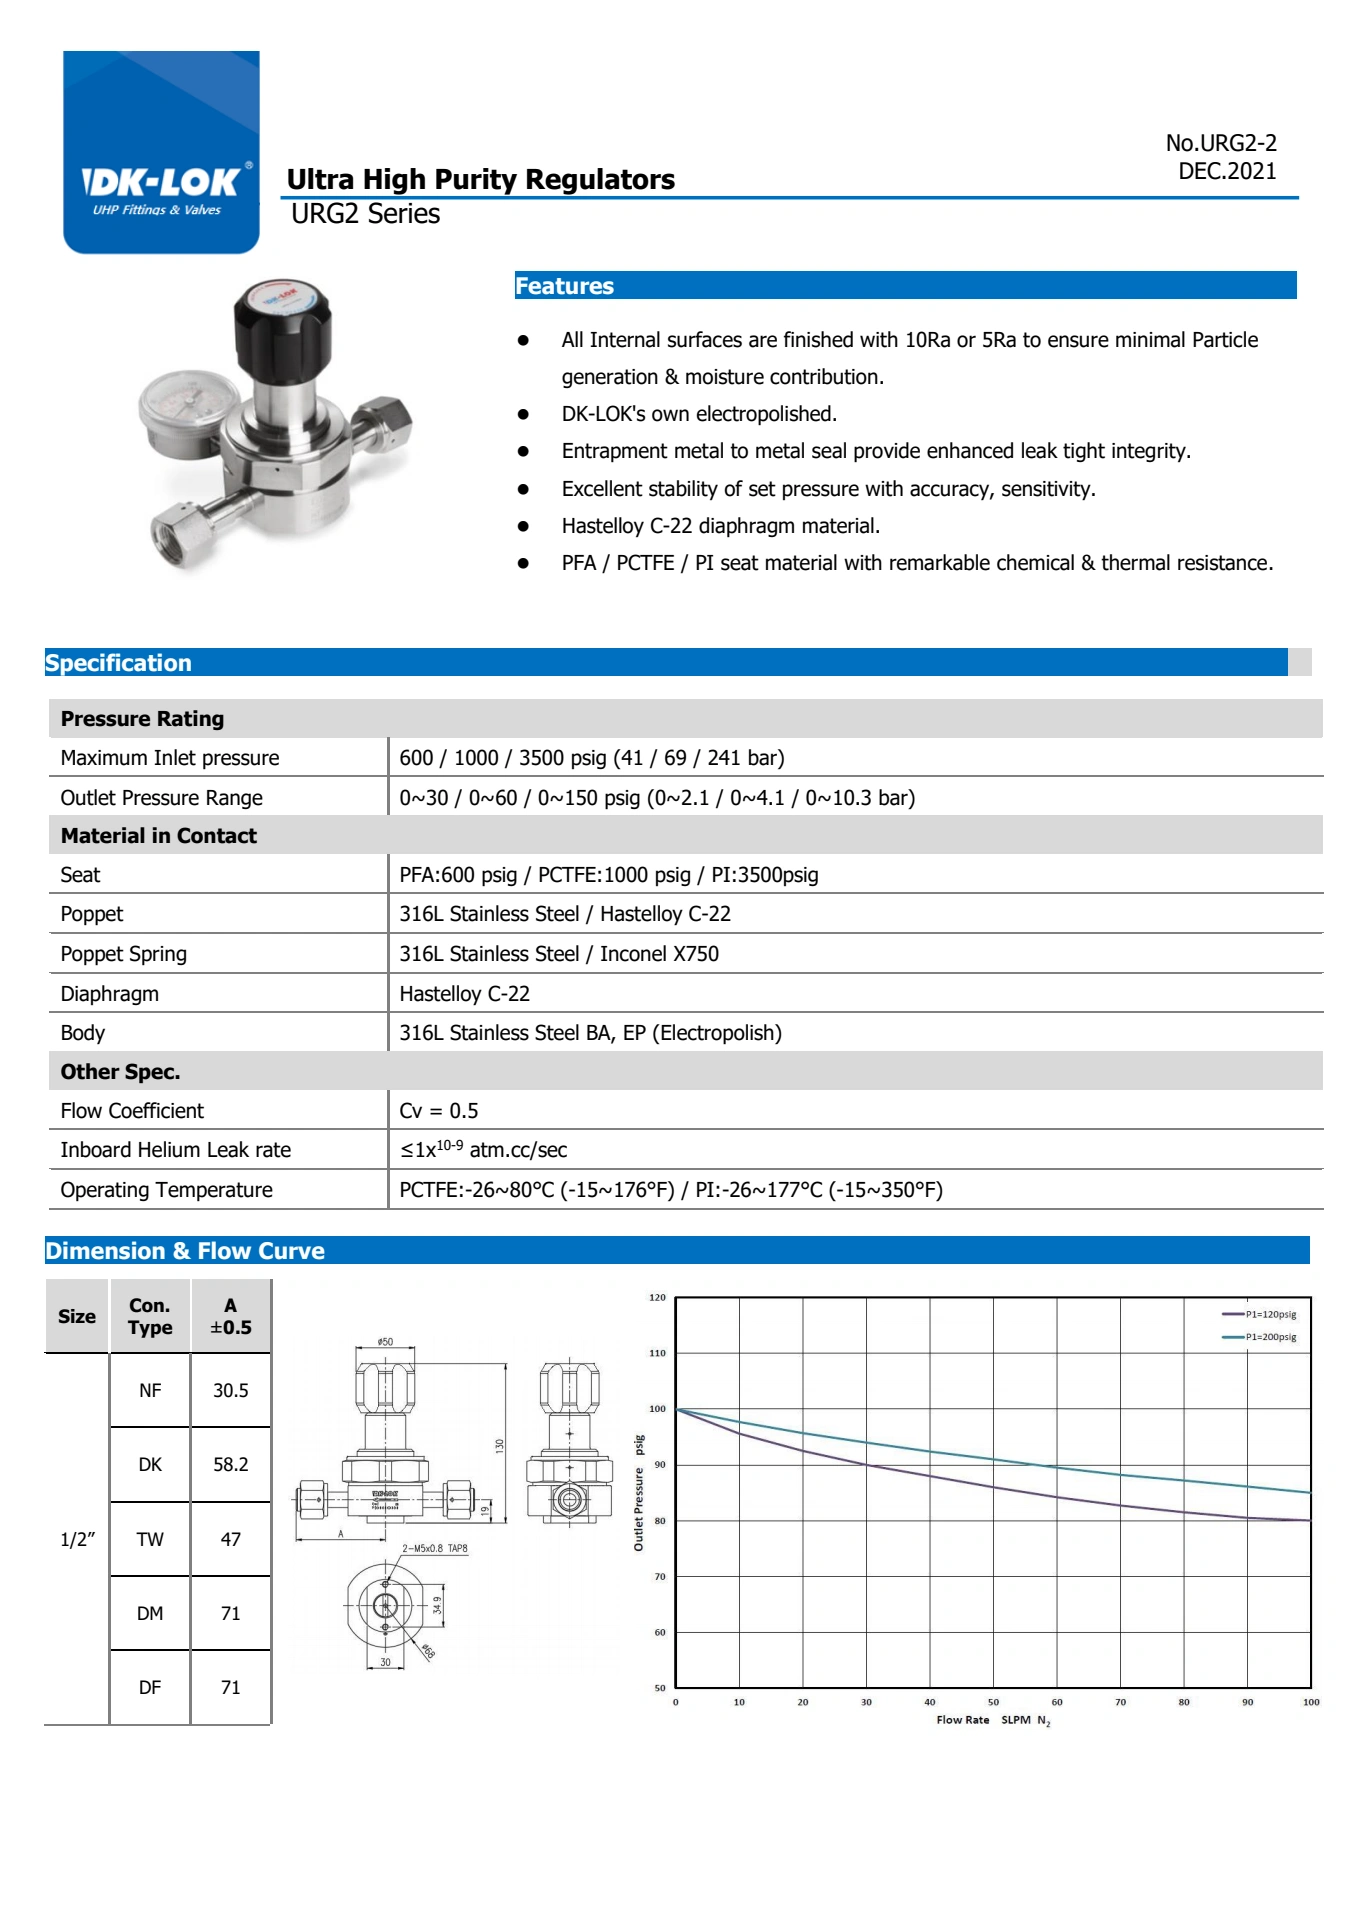 DK-LOK®
UHP Fittings & Valves
No.URG2-2
DEC.2021
Ultra High Purity Regulators
URG2 Series
DK-LOK
Features
● All Internal surfaces are finished with 10Ra or 5Ra to ensure minimal Particle
generation & moisture contribution.
● DK-LOK's own electropolished.
● Entrapment metal to metal seal provide enhanced leak tight integrity.
● Excellent stability of set pressure with accuracy, sensitivity.
● Hastelloy C-22 diaphragm material.
● PFA / PCTFE / PI seat material with remarkable chemical & thermal resistance.
Specification
Pressure Rating
Maximum Inlet pressure 600 / 1000 / 3500 psig (41 / 69 / 241 bar)
Outlet Pressure Range 0~30 / 0~60 / 0~150 psig (0~2.1 / 0~4.1 / 0~10.3 bar)
Material in Contact
Seat PFA:600 psig / PCTFE:1000 psig / PI:3500psig
Poppet 316L Stainless Steel / Hastelloy C-22
Poppet Spring 316L Stainless Steel / Inconel X750
Diaphragm Hastelloy C-22
Body 316L Stainless Steel BA, EP (Electropolish)
Other Spec.
Flow Coefficient Cv = 0.5
Inboard Helium Leak rate ≤1x10-9 atm.cc/sec
Operating Temperature PCTFE:-26~80°C (-15~176°F) / PI:-26~177°C (-15~350°F)
Dimension & Flow Curve
Size Con. Type A ±0.5
1/2”
NF 30.5
DK 58.2
TW 47
DM 71
DF 71
ø50
130
19
A
DK-LOK
2-M5x0.8 TAP8
34.9
ø68
30
P1=120psig
P1=200psig
Outlet Pressure psig
120
110
100
90
80
70
60
50
0 10 20 30 40 50 60 70 80 90 100
Flow Rate SLPM N2